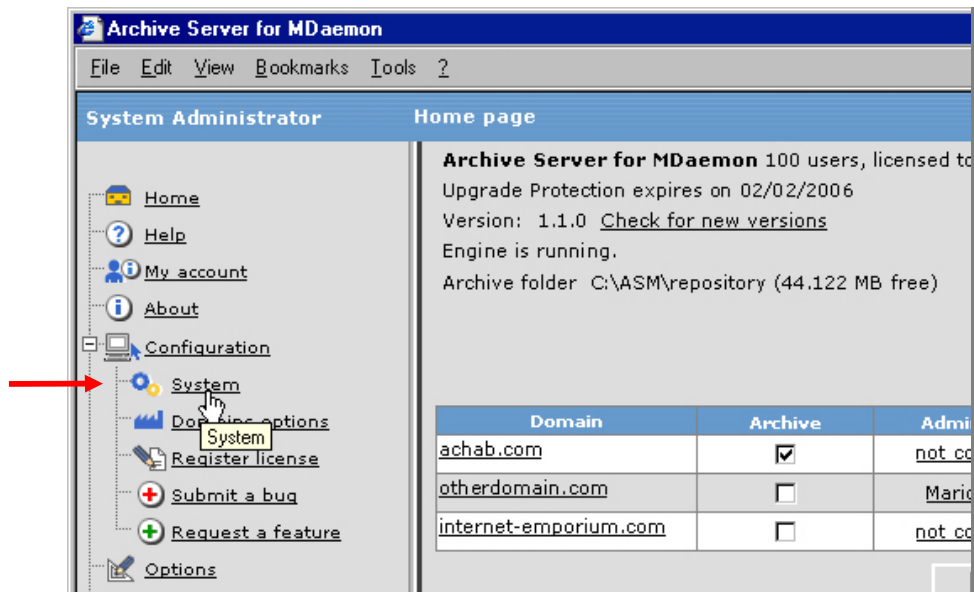 Archive Server for MDaemon
File Edit View Bookmarks Tools ?
System Administrator
Home page
Home
Help
My account
About
Configuration
System
Domains options
System
Register license
Submit a bug
Request a feature
Options
Archive Server for MDaemon 100 users, licensed to
Upgrade Protection expires on 02/02/2006
Version: 1.1.0 Check for new versions
Engine is running.
Archive folder C:\ASM\repository (44.122 MB free)
Domain Archive
achab.com
otherdomain.com
internet-emporium.com